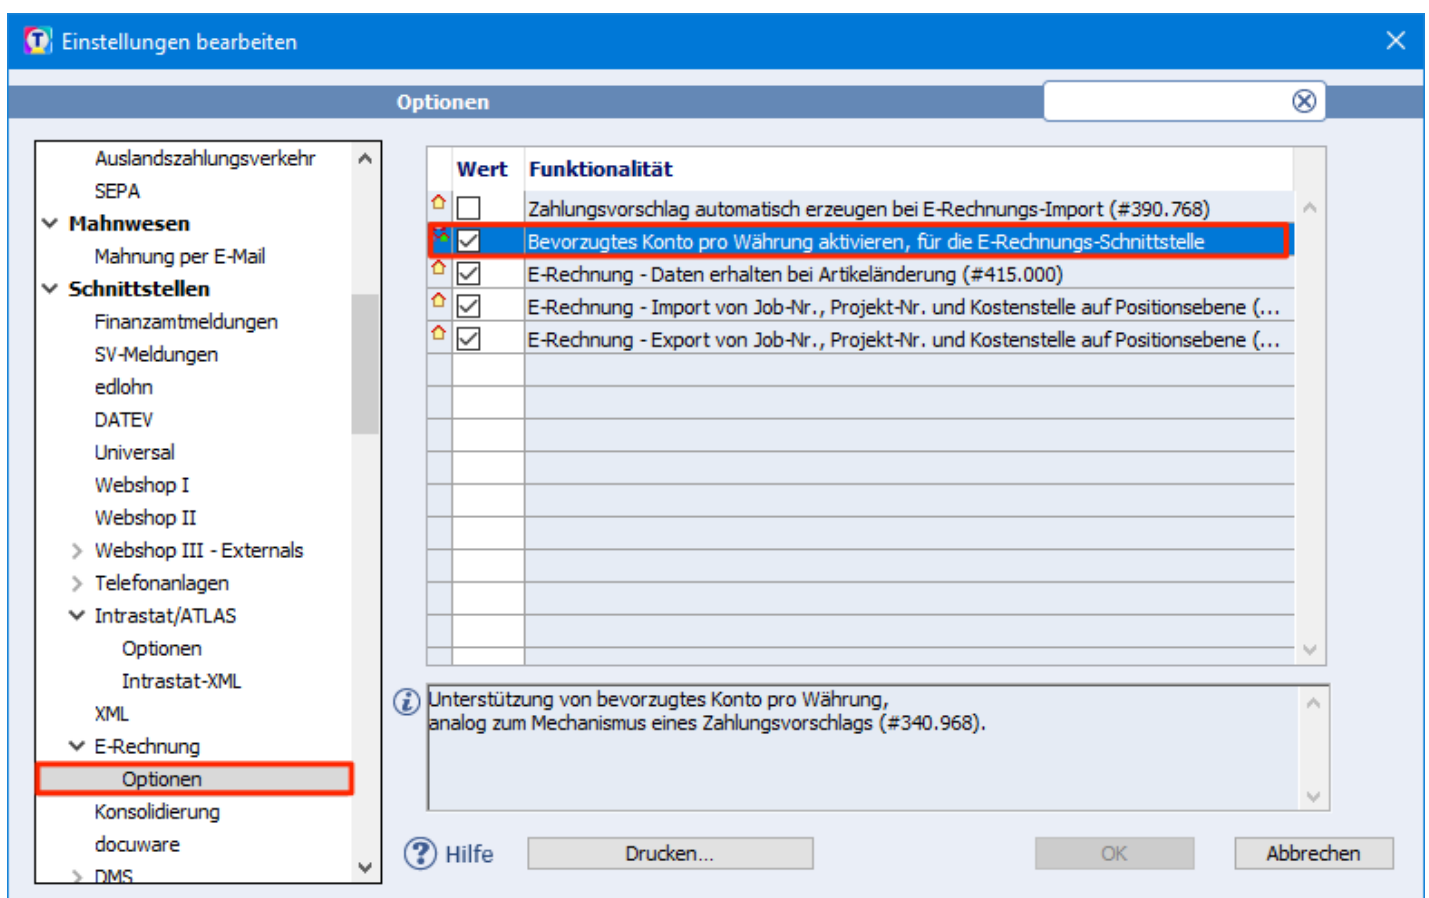 Einstellungen bearbeiten
Optionen
Auslandszahlungsverkehr
SEPA
Mahnwesen
Mahnung per E-Mail
Schnittstellen
Finanzamtmeldungen
SV-Meldungen
edlohn
DATEV
Universal
Webshop I
Webshop II
Webshop III - Externals
Telefonanlagen
Intrastat/ATLAS
Optionen
Intrastat-XML
XML
E-Rechnung
Optionen
Konsolidierung
docuware
DMS
Wert Funktionalität
Zahlungsvorschlag automatisch erzeugen bei E-Rechnungs-Import (#390.768)
Bevorzugtes Konto pro Währung aktivieren, für die E-Rechnungs-Schnittstelle
E-Rechnung - Daten erhalten bei Artikeländerung (#415.000)
E-Rechnung - Import von Job-Nr., Projekt-Nr. und Kostenstelle auf Positionsebene (...
E-Rechnung - Export von Job-Nr., Projekt-Nr. und Kostenstelle auf Positionsebene (...
Unterstützung von bevorzugtes Konto pro Währung,
analog zum Mechanismus eines Zahlungsvorschlags (#340.968).
Hilfe Drucken... OK Abbrechen